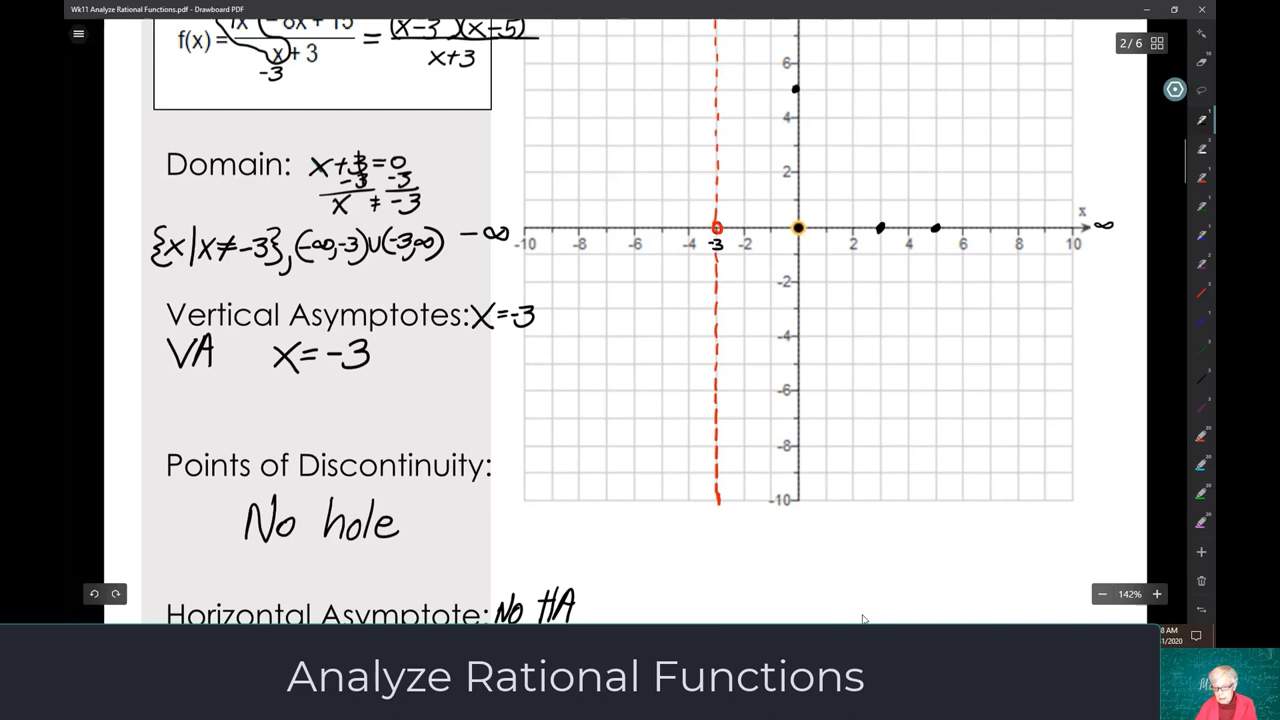 Wk11 Analyze Rational Functions.pdf - Drawboard PDF
2/6
f(x) =
= (x-3)(x-5)
x+3
x+3
-3
Domain: x+3=0
-3 -3
x ≠ -3
{x|x≠-3}, (-∞,-3)∪(-3,∞)
Vertical Asymptotes: x=-3
VA x=-3
Points of Discontinuity:
No hole
Horizontal Asymptote: No HA
6
4
2
x
-∞ -10 -8 -6 -4 -3 -2 2 4 6 8 10 ∞
-2
-4
-6
-8
-10
142%
Analyze Rational Functions